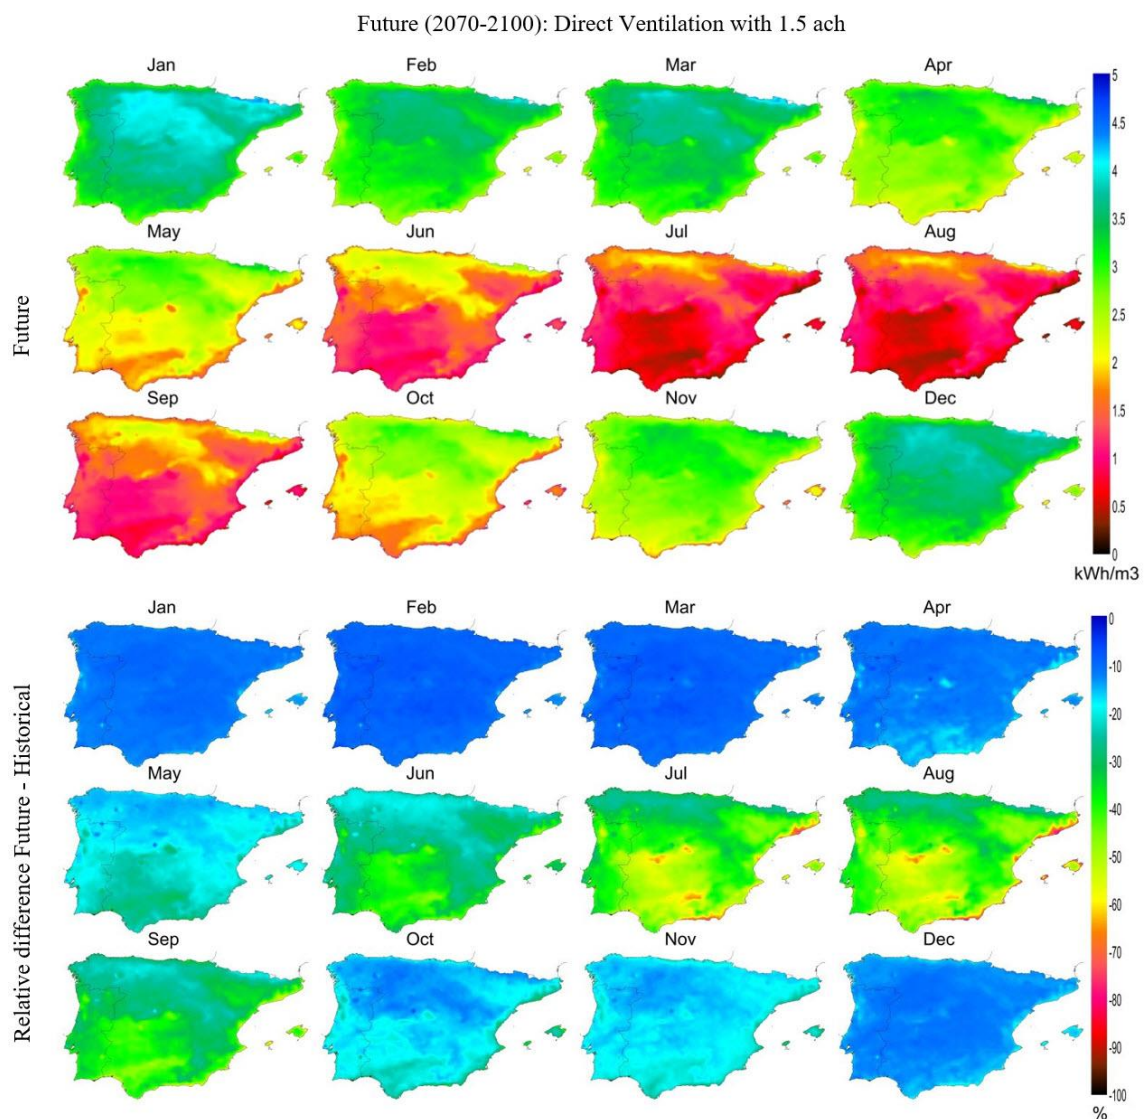 Future (2070-2100): Direct Ventilation with 1.5 ach
Jan Feb Mar Apr
May Jun Jul Aug
Sep Oct Nov Dec
Future
5
4.5
4
3.5
3
2.5
2
1.5
1
0.5
0
kWh/m3
Jan Feb Mar Apr
May Jun Jul Aug
Sep Oct Nov Dec
Relative difference Future - Historical
0
-10
-20
-30
-40
-50
-60
-70
-80
-90
-100
%